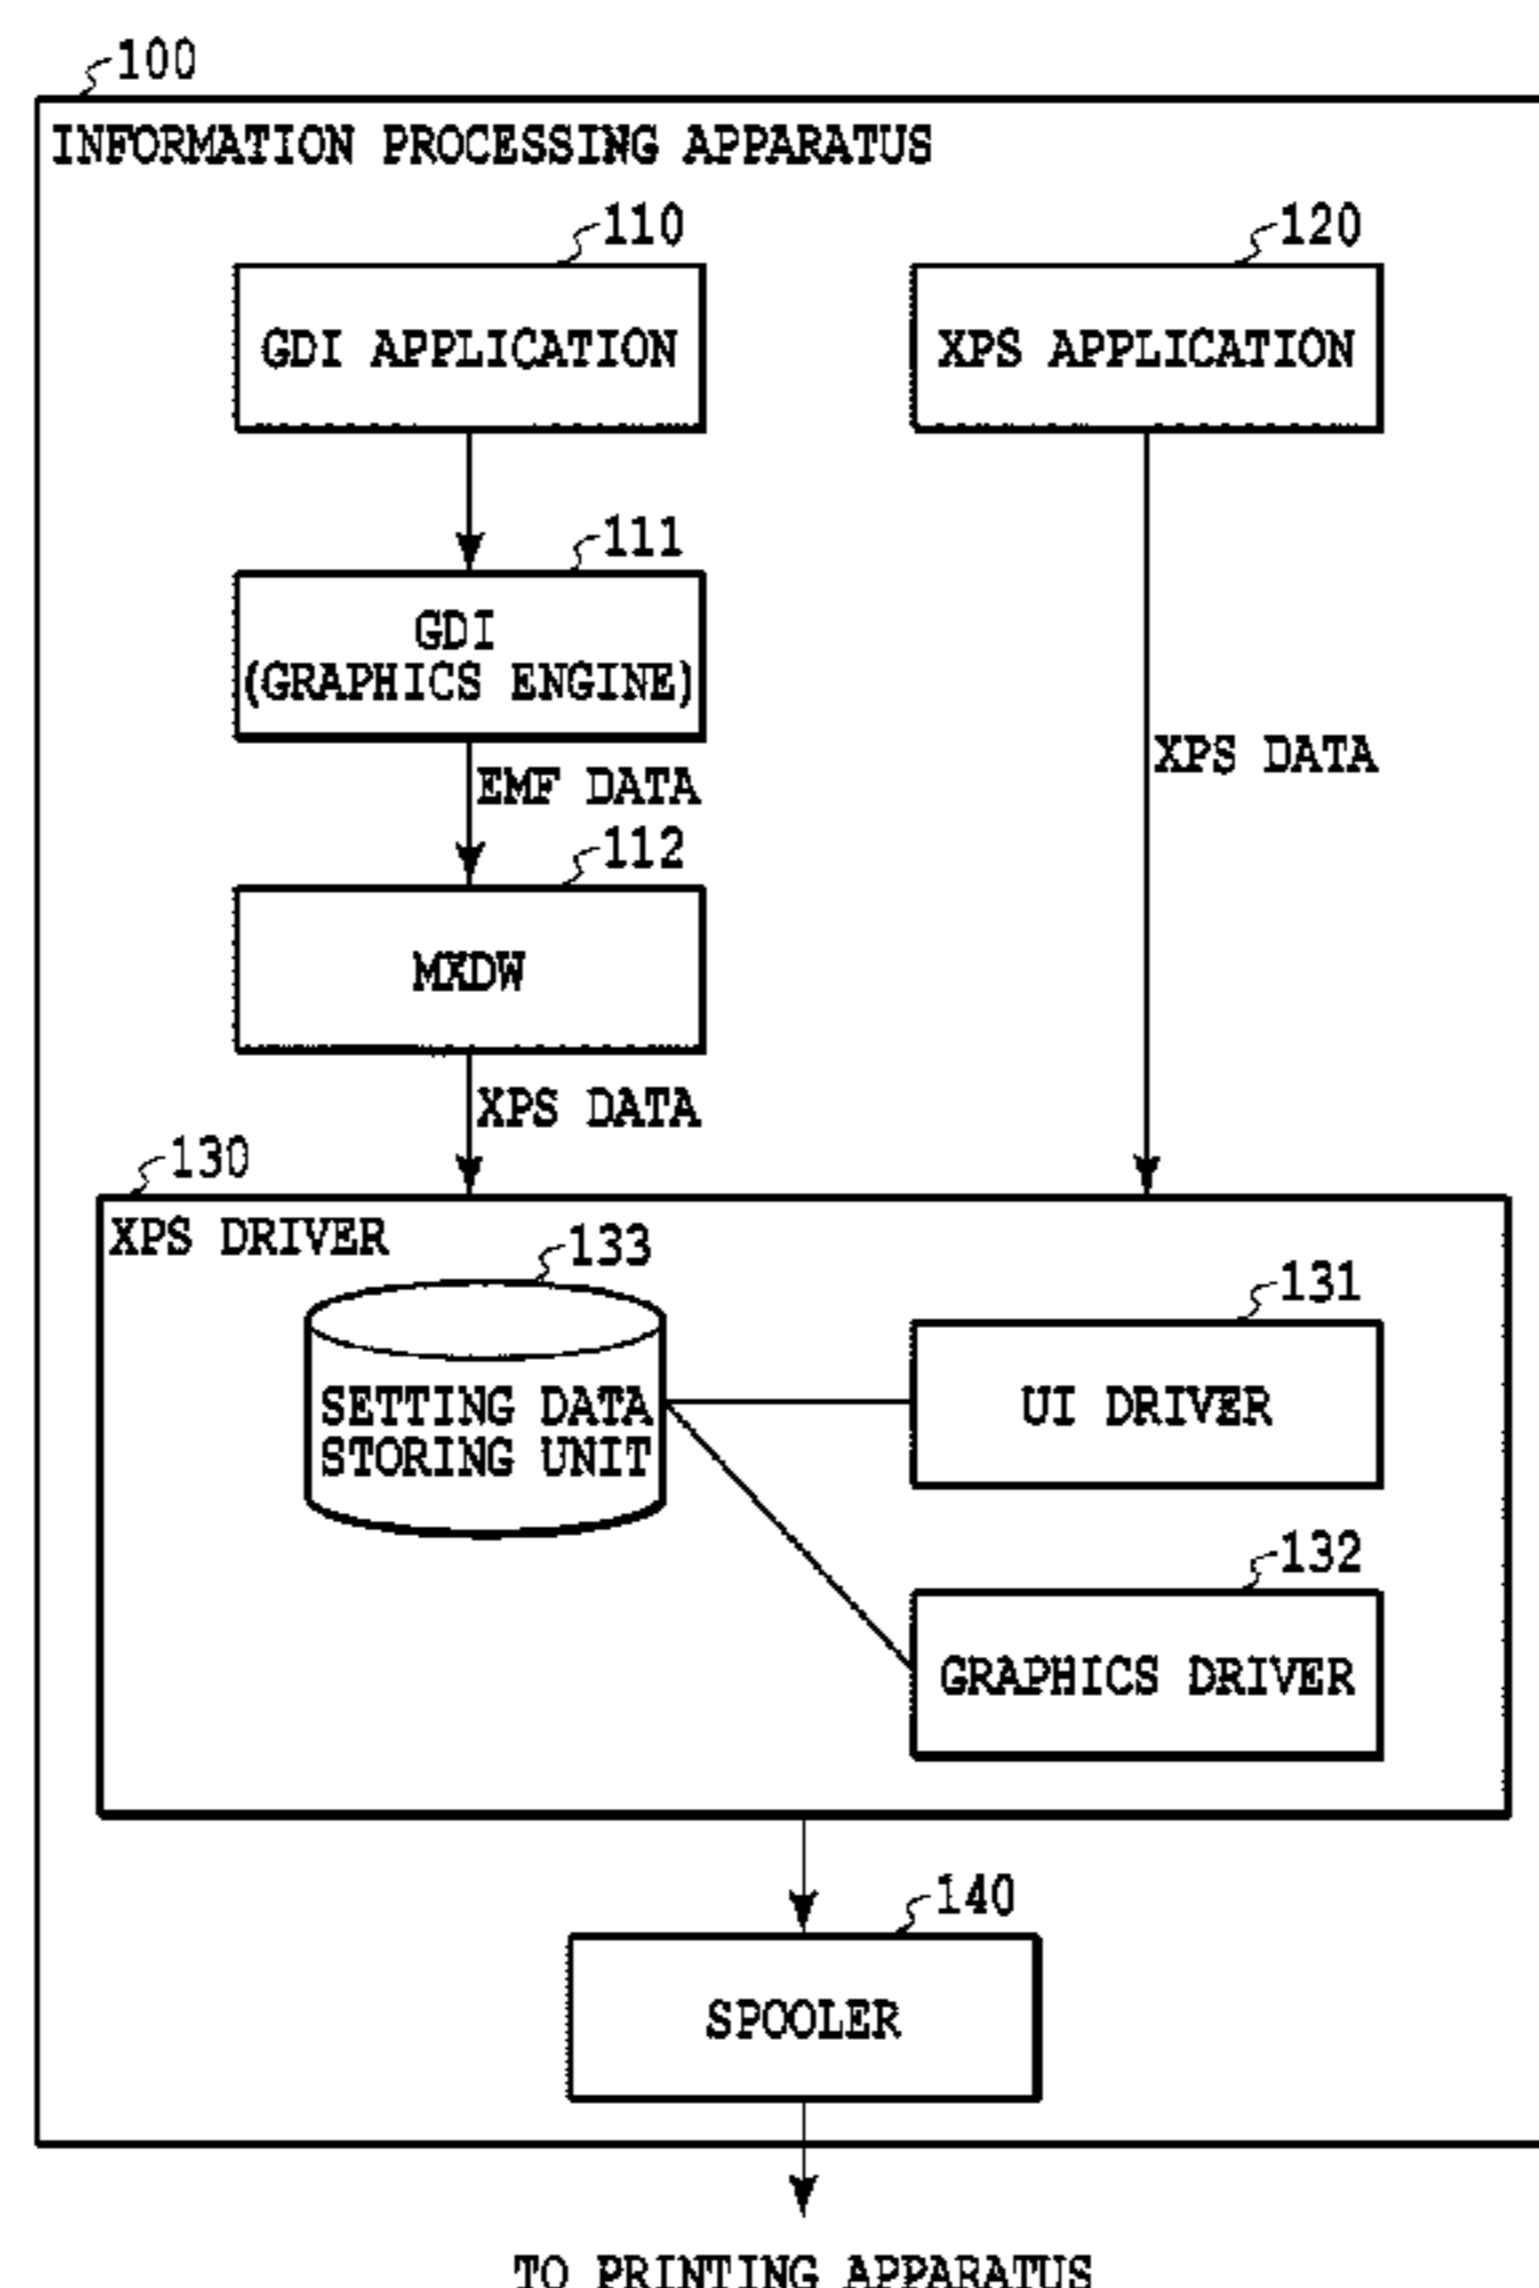 100
INFORMATION PROCESSING APPARATUS
110
120
GDI APPLICATION
XPS APPLICATION
111
GDI
(GRAPHICS ENGINE)
XPS DATA
EMF DATA
112
MXDW
XPS DATA
130
XPS DRIVER
133
131
SETTING DATA
STORING UNIT
UI DRIVER
132
GRAPHICS DRIVER
140
SPOOLER
TO PRINTING APPARATUS